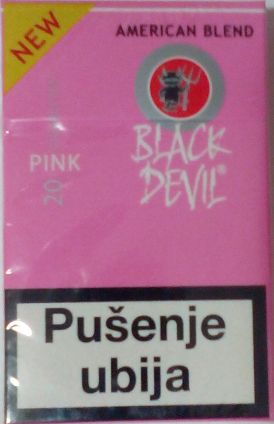 NEW
AMERICAN BLEND
BLACK
DEVIL®
PINK
20
Pušenje
ubija